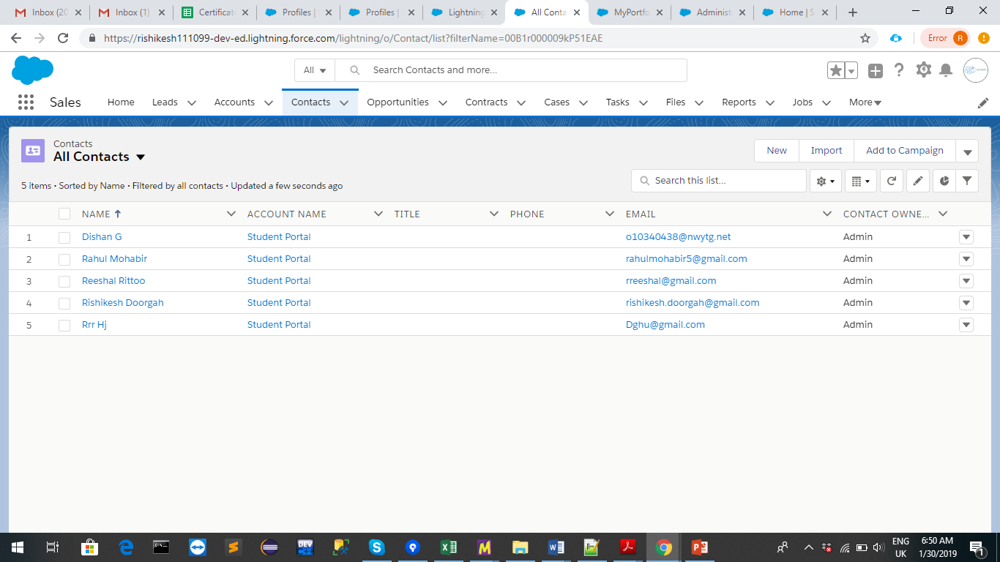 Inbox (20 Inbox (1) Certificat Profiles | Profiles | Lightning All Conta MyPortfo Administ Home | S
https://rishikesh111099-dev-ed.lightning.force.com/lightning/o/Contact/list?filterName=00B1r000009kP51EAE Error R
All Search Contacts and more...
Sales Home Leads Accounts Contacts Opportunities Contracts Cases Tasks Files Reports Jobs More
Contacts
All Contacts
New Import Add to Campaign
5 items • Sorted by Name • Filtered by all contacts • Updated a few seconds ago
Search this list...
NAME ↑ ACCOUNT NAME TITLE PHONE EMAIL CONTACT OWNE...
1 Dishan G Student Portal o10340438@nwytg.net Admin
2 Rahul Mohabir Student Portal rahulmohabir5@gmail.com Admin
3 Reeshal Rittoo Student Portal rreeshal@gmail.com Admin
4 Rishikesh Doorgah Student Portal rishikesh.doorgah@gmail.com Admin
5 Rrr Hj Student Portal Dghu@gmail.com Admin
ENG 6:50 AM
UK 1/30/2019
1